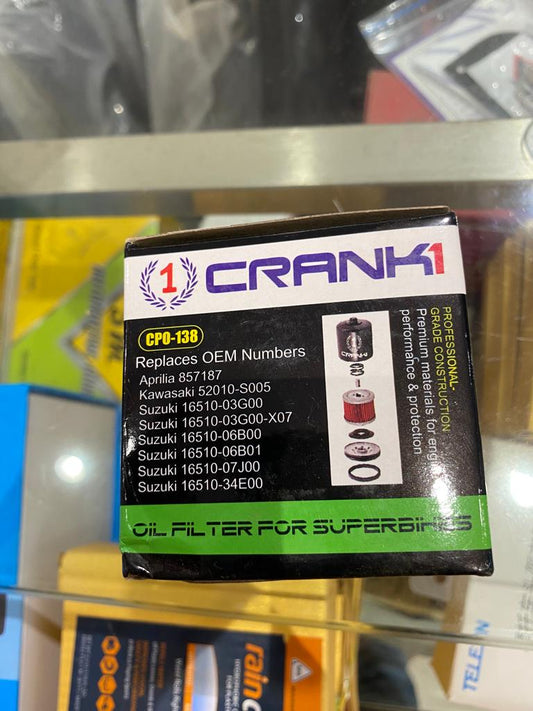 1 CRANK1
CPO-138
Replaces OEM Numbers
Aprilia 857187
Kawasaki 52010-S005
Suzuki 16510-03G00
Suzuki 16510-03G00-X07
Suzuki 16510-06B00
Suzuki 16510-06B01
Suzuki 16510-07J00
Suzuki 16510-34E00
CRANK1
PROFESSIONAL-
GRADE CONSTRUCTION
Premium materials for engine
performance & protection
OIL FILTER FOR SUPERBIKES